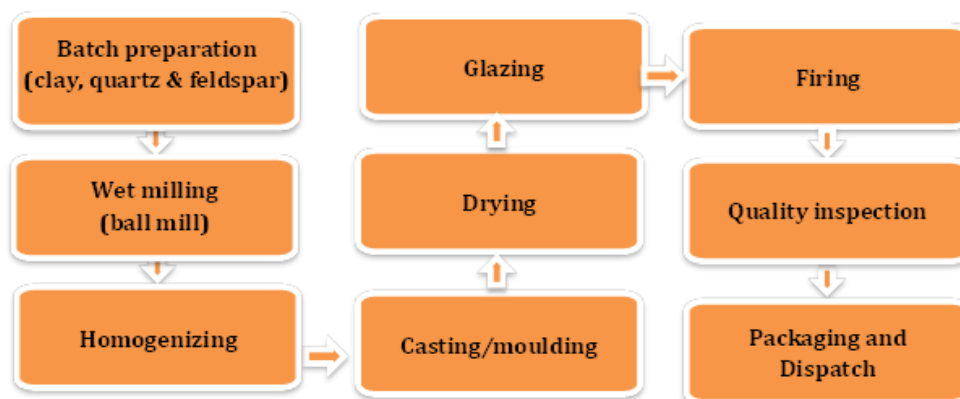 Batch preparation
(clay, quartz & feldspar)
Wet milling
(ball mill)
Homogenizing
Casting/moulding
Drying
Glazing
Firing
Quality inspection
Packaging and
Dispatch